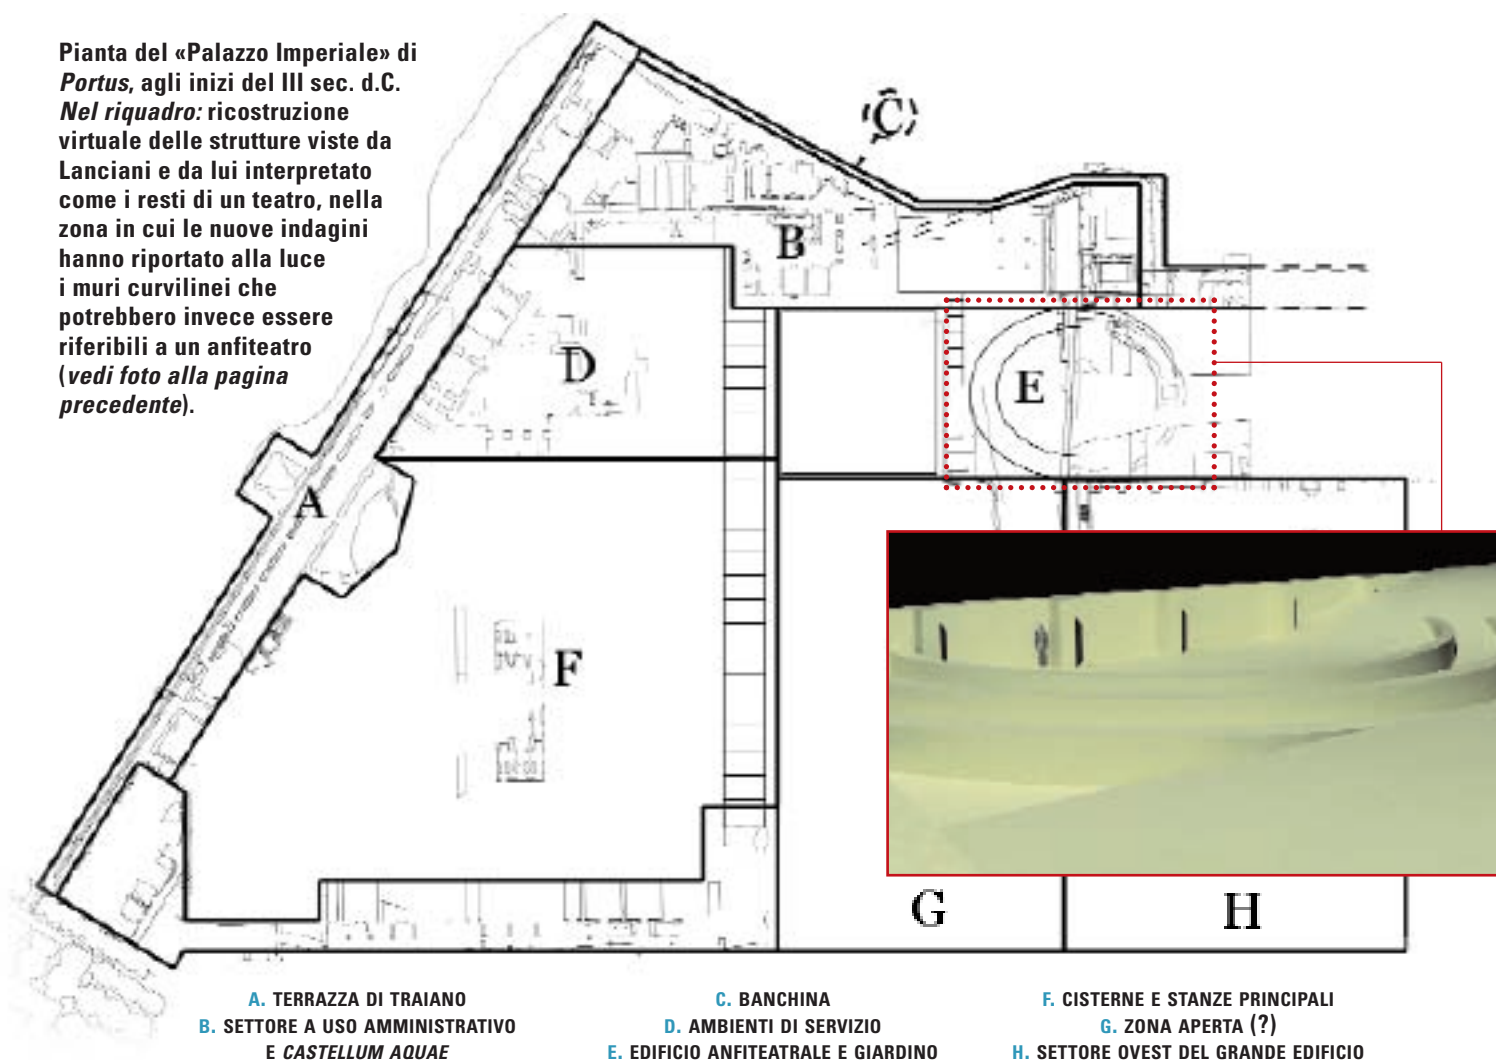 Pianta del «Palazzo Imperiale» di
Portus, agli inizi del III sec. d.C.
Nel riquadro: ricostruzione
virtuale delle strutture viste da
Lanciani e da lui interpretato
come i resti di un teatro, nella
zona in cui le nuove indagini
hanno riportato alla luce
i muri curvilinei che
potrebbero invece essere
riferibili a un anfiteatro
(vedi foto alla pagina
precedente).
C
B
D
E
A
F
G
H
A. TERRAZZA DI TRAIANO
B. SETTORE A USO AMMINISTRATIVO
E CASTELLUM AQUAE
C. BANCHINA
D. AMBIENTI DI SERVIZIO
E. EDIFICIO ANFITEATRALE E GIARDINO
F. CISTERNE E STANZE PRINCIPALI
G. ZONA APERTA (?)
H. SETTORE OVEST DEL GRANDE EDIFICIO